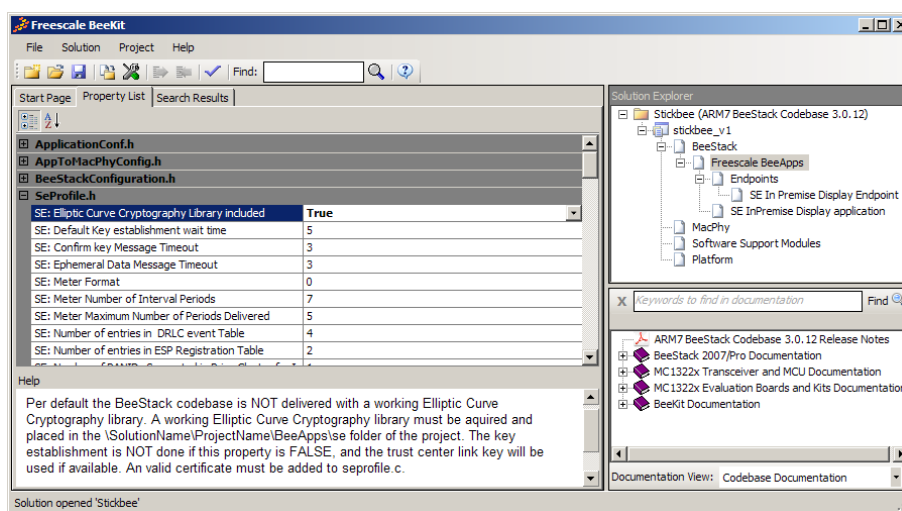 Freescale BeeKit
File Solution Project Help
Find:
Start Page Property List Search Results
ApplicationConf.h
AppToMacPhyConfig.h
BeeStackConfiguration.h
SeProfile.h
SE: Elliptic Curve Cryptography Library included True
SE: Default Key establishment wait time 5
SE: Confirm key Message Timeout 3
SE: Ephemeral Data Message Timeout 3
SE: Meter Format 0
SE: Meter Number of Interval Periods 7
SE: Meter Maximum Number of Periods Delivered 5
SE: Number of entries in DRLC event Table 4
SE: Number of entries in ESP Registration Table 2
Help
Per default the BeeStack codebase is NOT delivered with a working Elliptic Curve
Cryptography library. A working Elliptic Curve Cryptography library must be aquired and
placed in the \SolutionName\ProjectName\BeeApps\se folder of the project. The key
establishment is NOT done if this property is FALSE, and the trust center link key will be
used if available. An valid certificate must be added to seprofile.c.
Solution Explorer
Stickbee (ARM7 BeeStack Codebase 3.0.12)
stickbee_v1
BeeStack
Freescale BeeApps
Endpoints
SE In Premise Display Endpoint
SE InPremise Display application
MacPhy
Software Support Modules
Platform
X Keywords to find in documentation Find
ARM7 BeeStack Codebase 3.0.12 Release Notes
BeeStack 2007/Pro Documentation
MC1322x Transceiver and MCU Documentation
MC1322x Evaluation Boards and Kits Documentation
BeeKit Documentation
Documentation View: Codebase Documentation
Solution opened 'Stickbee'